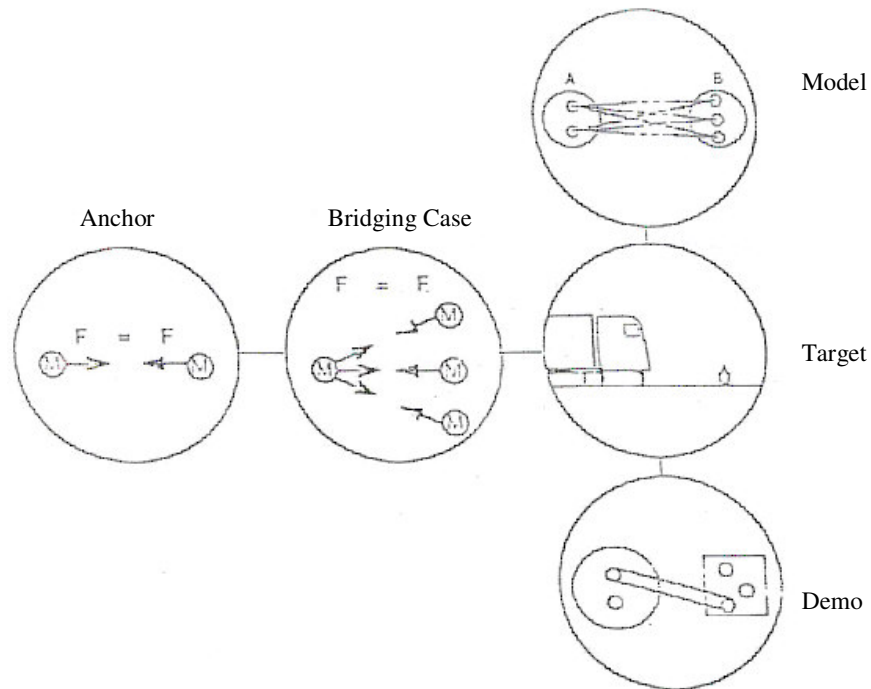 Model
A B
Anchor
Bridging Case
F = F
M M
F = F
M
M M
M
Target
Demo